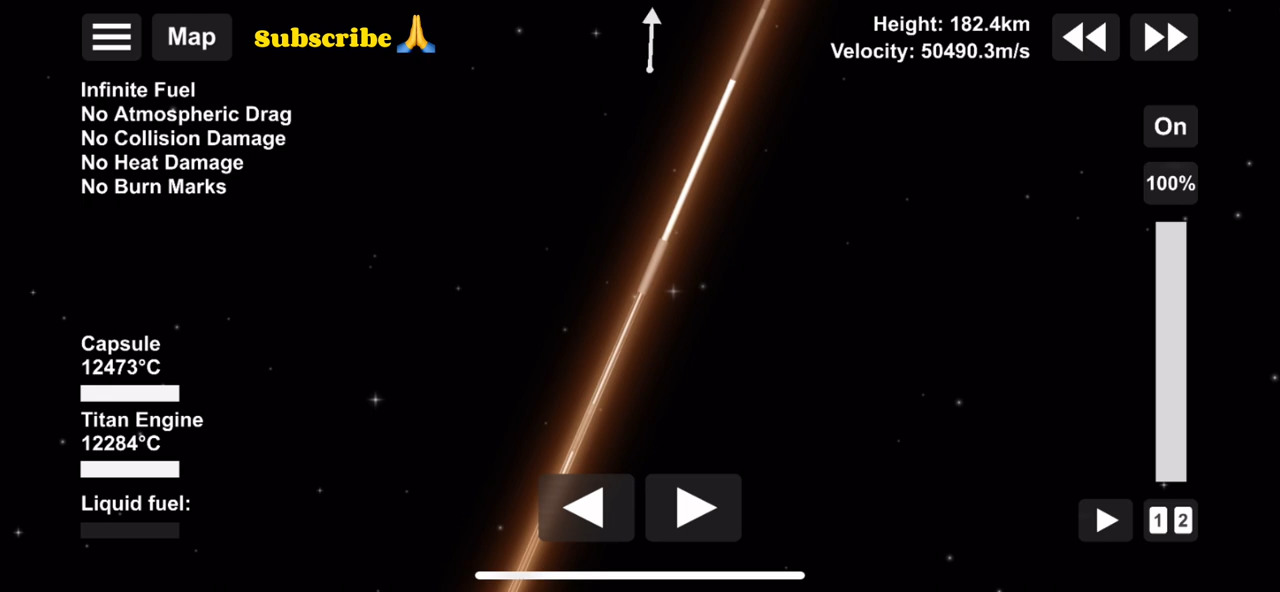 Map
Subscribe 🙏
Height: 182.4km
Velocity: 50490.3m/s
Infinite Fuel
No Atmospheric Drag
No Collision Damage
No Heat Damage
No Burn Marks
On
100%
Capsule
12473°C
Titan Engine
12284°C
Liquid fuel:
1 2